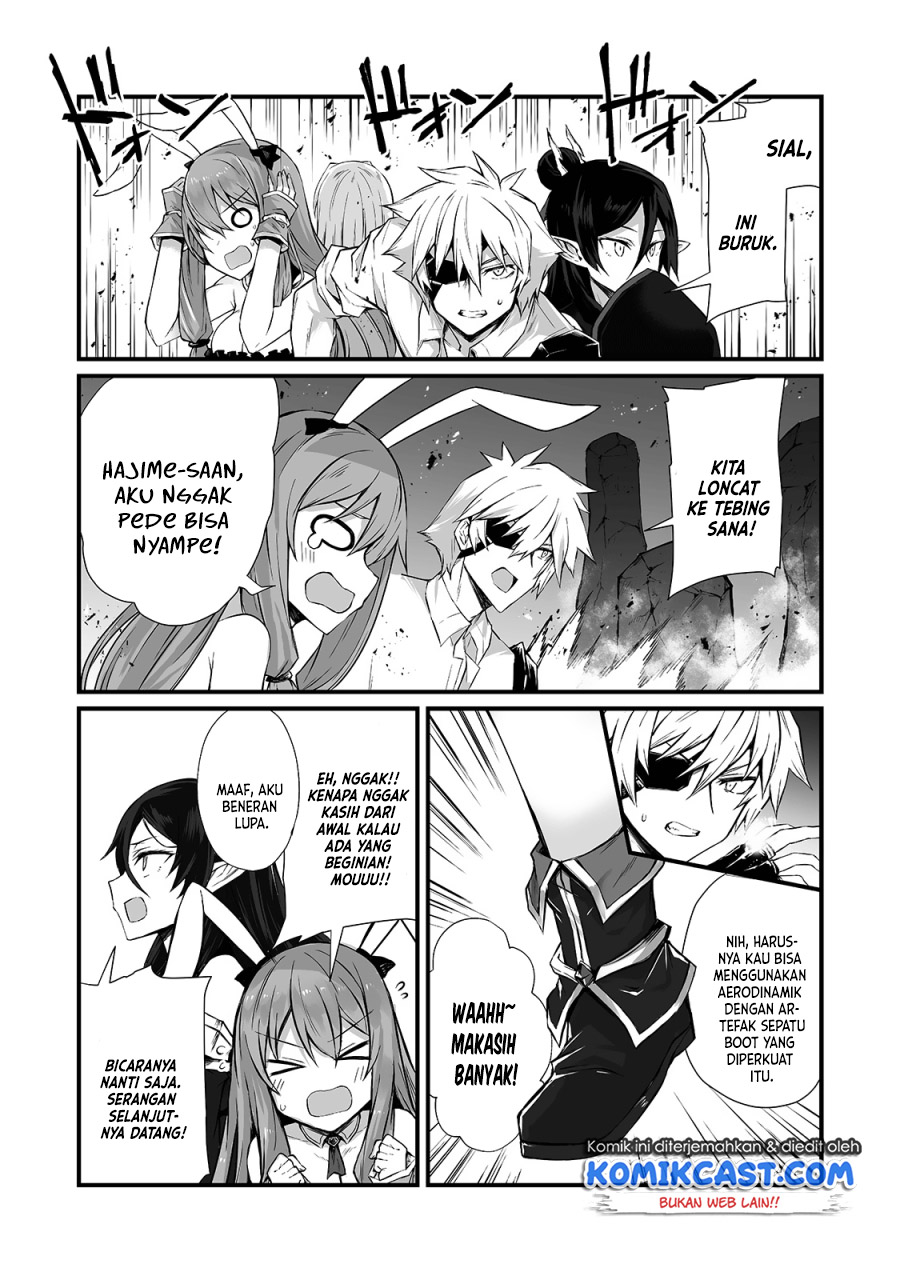 ドォン
ドォン
ドォン
SIAL,
INI
BURUK.
KITA
LONCAT
KE TEBING
SANA!
HAJIME-SAAN,
AKU NGGAK
PEDE BISA
NYAMPE!
NIH, HARUS-
NYA KAU BISA
MENGGUNAKAN
AERODINAMIK
DENGAN AR-
TEFAK SEPATU
BOOT YANG
DIPERKUAT
ITU.
WAAHH~
MAKASIH
BANYAK!
EH, NGGAK!!
KENAPA NGGAK
KASIH DARI
AWAL KALAU
ADA YANG
BEGINIAN!
MOUUU!!
MAAF, AKU
BENERAN
LUPA.
BICARANYA
NANTI SAJA.
SERANGAN
SELANJUT-
NYA DATANG!
Komik ini diterjemahkan & diedit oleh
KOMIKCAST.COM
BUKAN WEB LAIN!!